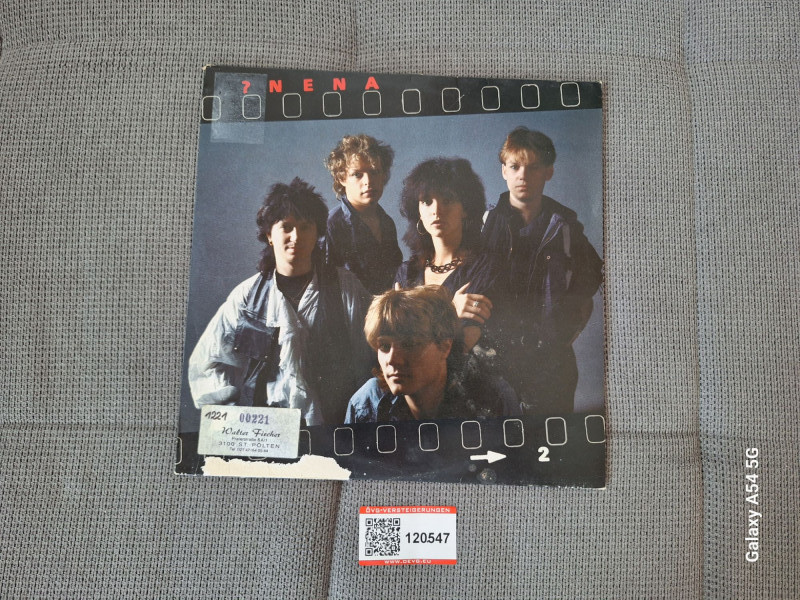 ? NENA
1221 00221
Walter Fischer
3100 ST. PÖLTEN
→ 2
ÖVG-VERSTEIGERUNGEN
120547
WWW.OEVG.EU
Galaxy A54 5G